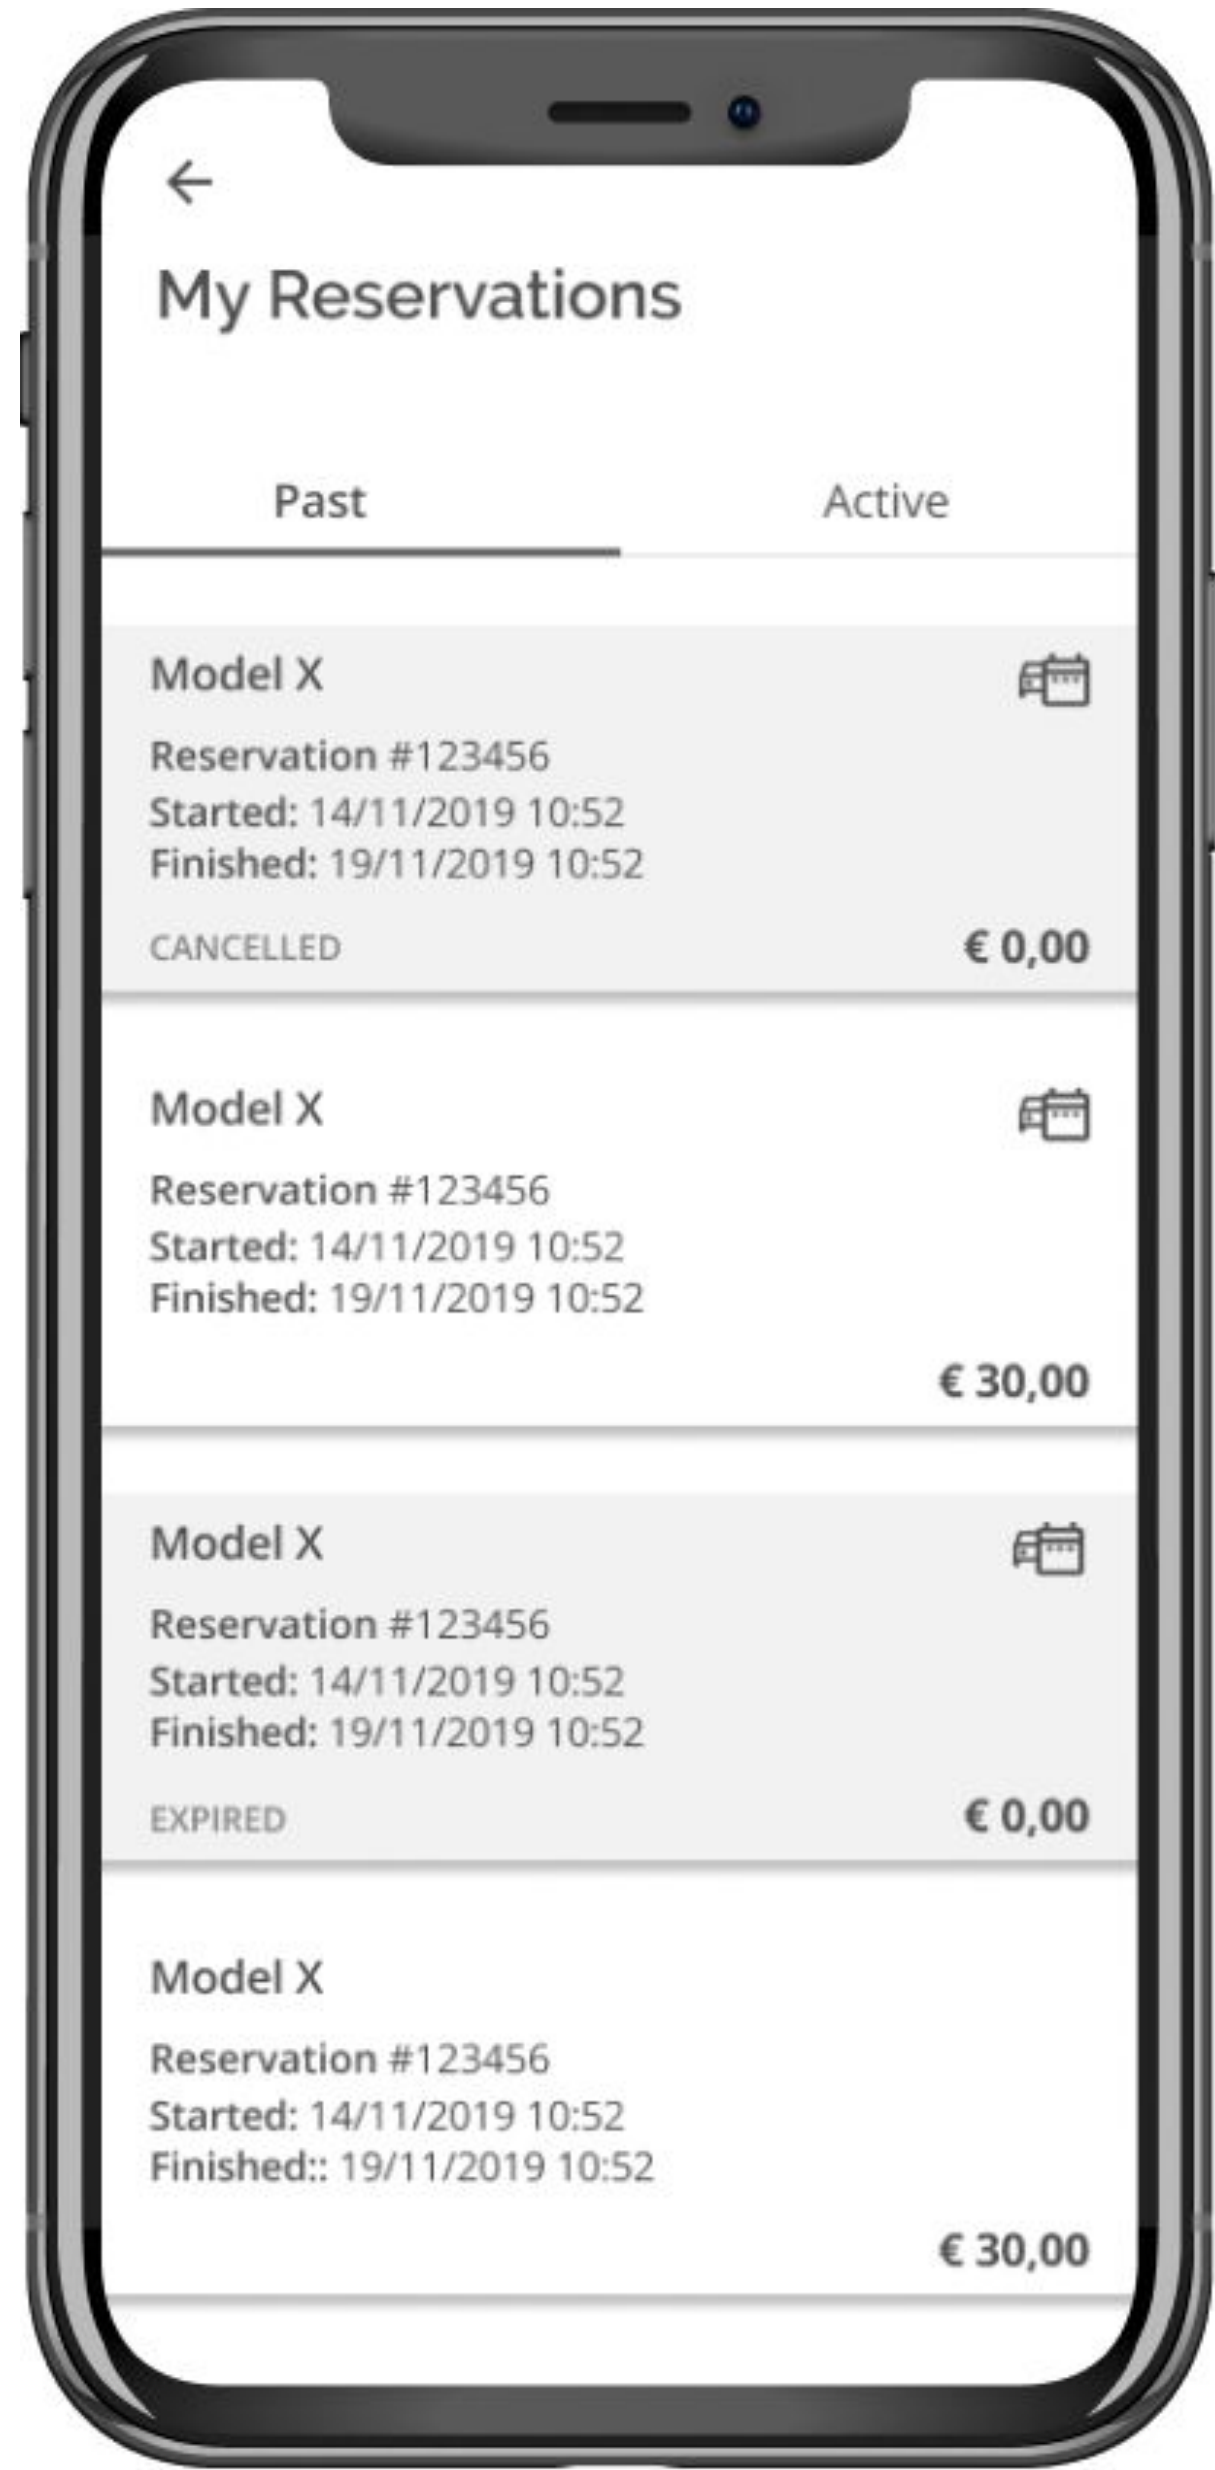 My Reservations
Past
Active
Model X
Reservation #123456
Started: 14/11/2019 10:52
Finished: 19/11/2019 10:52
CANCELLED
€ 0,00
Model X
Reservation #123456
Started: 14/11/2019 10:52
Finished: 19/11/2019 10:52
€ 30,00
Model X
Reservation #123456
Started: 14/11/2019 10:52
Finished: 19/11/2019 10:52
EXPIRED
€ 0,00
Model X
Reservation #123456
Started: 14/11/2019 10:52
Finished:: 19/11/2019 10:52
€ 30,00